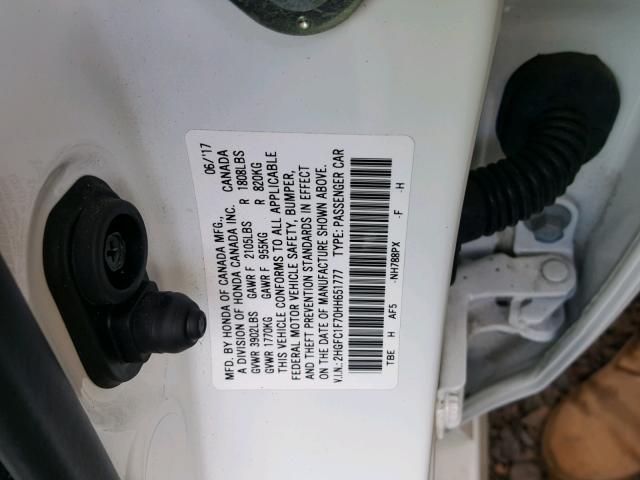 MFD. BY HONDA OF CANADA MFG., 06/17
A DIVISION OF HONDA CANADA INC. CANADA
GVWR 3902LBS GAWR F 2105LBS R 1808LBS
GVWR 1770KG GAWR F 955KG R 820KG
THIS VEHICLE CONFORMS TO ALL APPLICABLE
FEDERAL MOTOR VEHICLE SAFETY, BUMPER,
AND THEFT PREVENTION STANDARDS IN EFFECT
ON THE DATE OF MANUFACTURE SHOWN ABOVE.
V.I.N.:2HGFC1F70HH651777 TYPE: PASSENGER CAR
TBE H AF5 -NH788PX -F -H